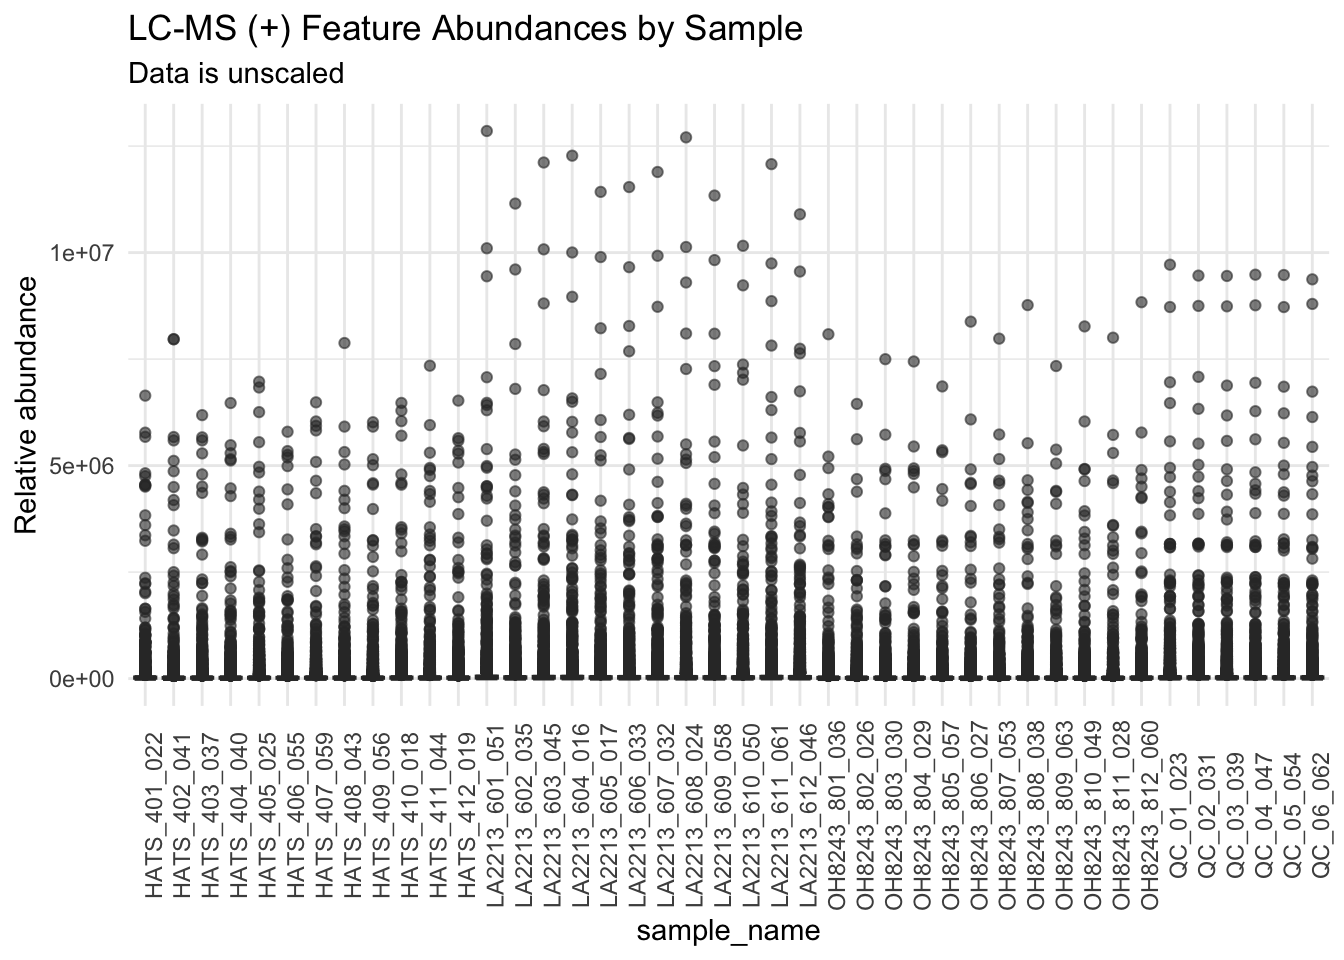 LC-MS (+) Feature Abundances by Sample
Data is unscaled
Relative abundance
1e+07
5e+06
0e+00
HATS_401_022
HATS_402_041
HATS_403_037
HATS_404_040
HATS_405_025
HATS_406_055
HATS_407_059
HATS_408_043
HATS_409_056
HATS_410_018
HATS_411_044
HATS_412_019
LA2213_601_051
LA2213_602_035
LA2213_603_045
LA2213_604_016
LA2213_605_017
LA2213_606_033
LA2213_607_032
LA2213_608_024
LA2213_609_058
LA2213_610_050
LA2213_611_061
LA2213_612_046
OH8243_801_036
OH8243_802_026
OH8243_803_030
OH8243_804_029
OH8243_805_057
OH8243_806_027
OH8243_807_053
OH8243_808_038
OH8243_809_063
OH8243_810_049
OH8243_811_028
OH8243_812_060
QC_01_023
QC_02_031
QC_03_039
QC_04_047
QC_05_054
QC_06_062
sample_name